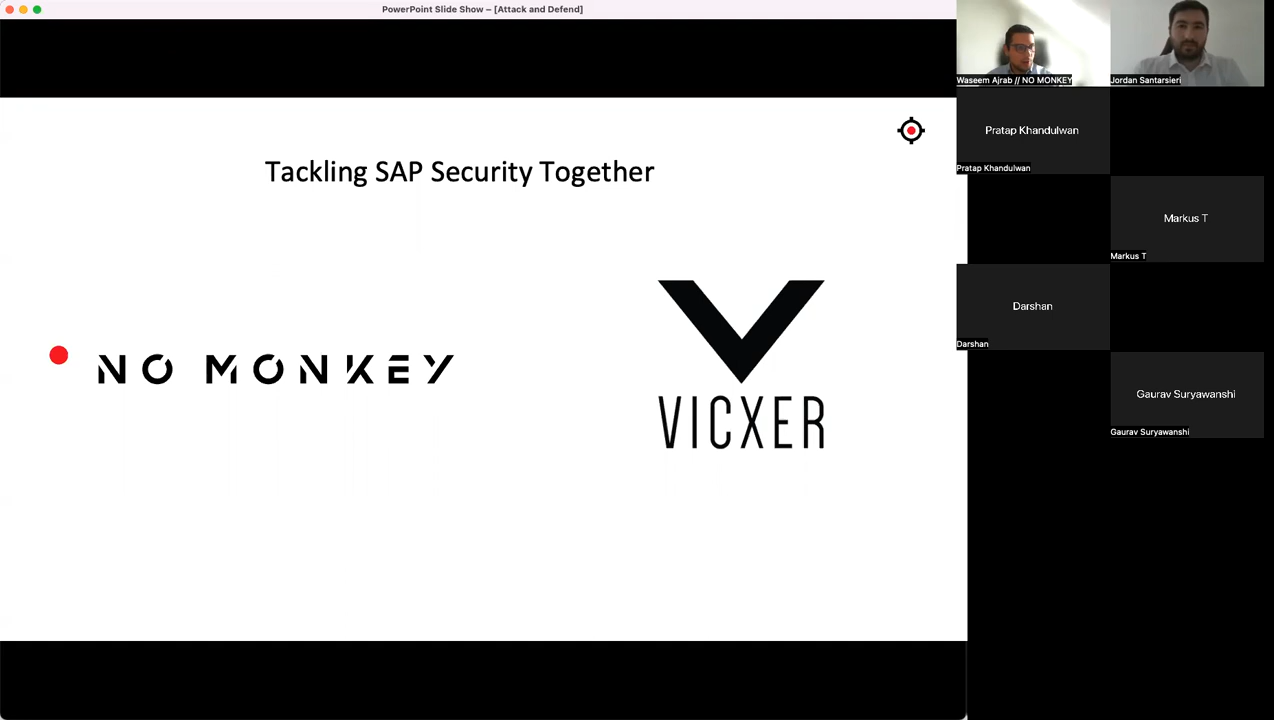 PowerPoint Slide Show – [Attack and Defend]
Tackling SAP Security Together
NO MONKEY
VICXER
Waseem Ajrab // NO MONKEY
Jordan Santarsieri
Pratap Khandulwan
Pratap Khandulwan
Markus T
Markus T
Darshan
Darshan
Gaurav Suryawanshi
Gaurav Suryawanshi